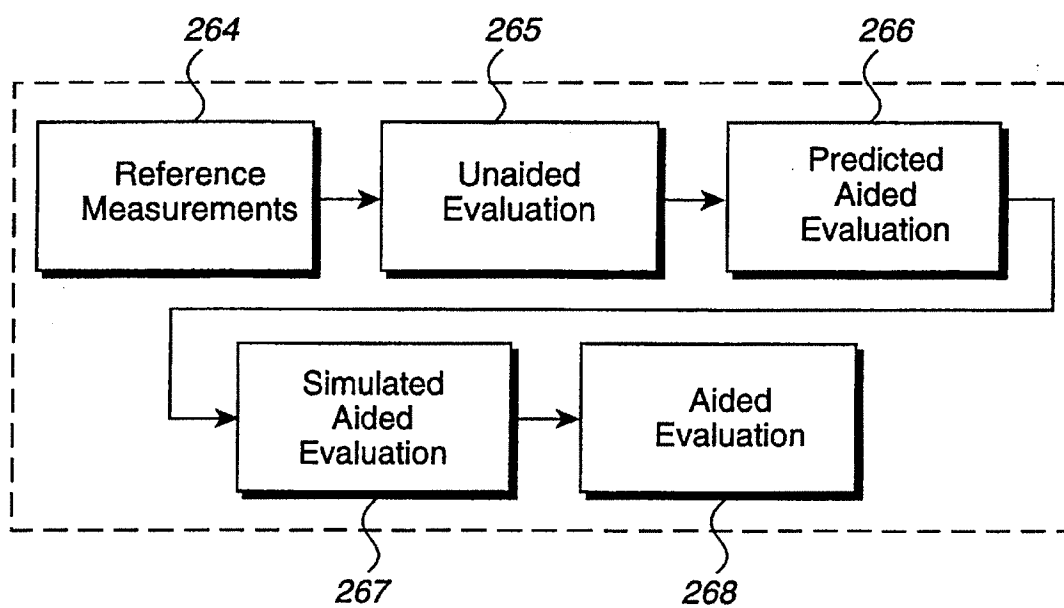 264
265
266
Reference
Measurements
Unaided
Evaluation
Predicted
Aided
Evaluation
Simulated
Aided
Evaluation
Aided
Evaluation
267
268